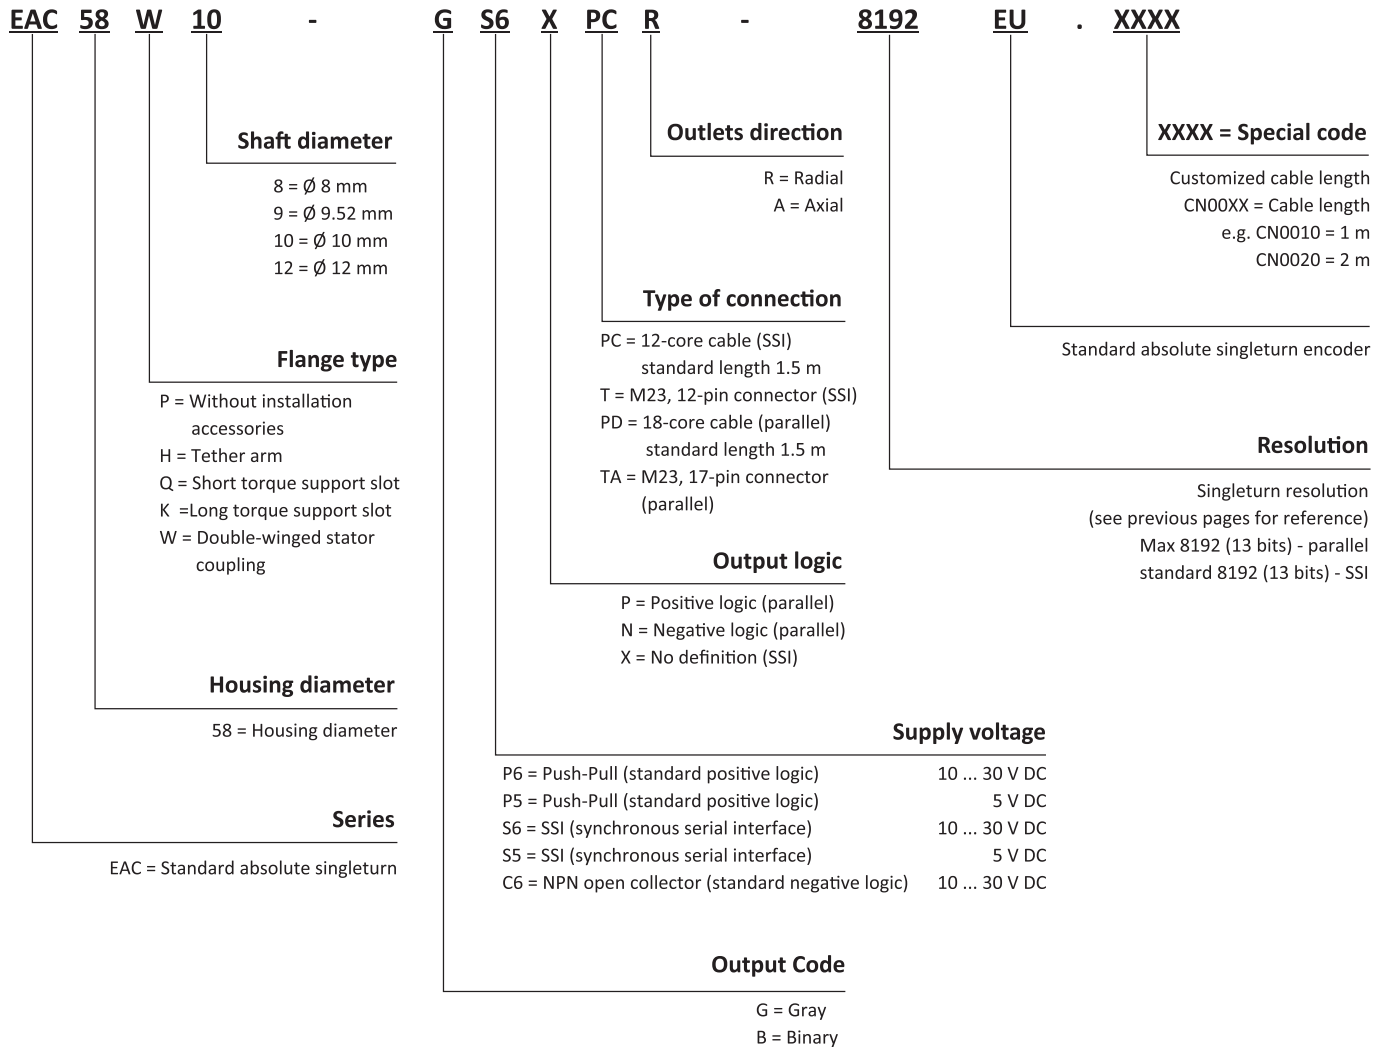 EAC 58 W 10 - G S6 X PC R - 8192 EU . XXXX
Shaft diameter
8 = Ø 8 mm
9 = Ø 9.52 mm
10 = Ø 10 mm
12 = Ø 12 mm
Flange type
P = Without installation
accessories
H = Tether arm
Q = Short torque support slot
K =Long torque support slot
W = Double-winged stator
coupling
Housing diameter
58 = Housing diameter
Series
EAC = Standard absolute singleturn
Outlets direction
R = Radial
A = Axial
Type of connection
PC = 12-core cable (SSI)
standard length 1.5 m
T = M23, 12-pin connector (SSI)
PD = 18-core cable (parallel)
standard length 1.5 m
TA = M23, 17-pin connector
(parallel)
Output logic
P = Positive logic (parallel)
N = Negative logic (parallel)
X = No definition (SSI)
Supply voltage
P6 = Push-Pull (standard positive logic) 10 ... 30 V DC
P5 = Push-Pull (standard positive logic) 5 V DC
S6 = SSI (synchronous serial interface) 10 ... 30 V DC
S5 = SSI (synchronous serial interface) 5 V DC
C6 = NPN open collector (standard negative logic) 10 ... 30 V DC
Output Code
G = Gray
B = Binary
XXXX = Special code
Customized cable length
CN00XX = Cable length
e.g. CN0010 = 1 m
CN0020 = 2 m
Standard absolute singleturn encoder
Resolution
Singleturn resolution
(see previous pages for reference)
Max 8192 (13 bits) - parallel
standard 8192 (13 bits) - SSI